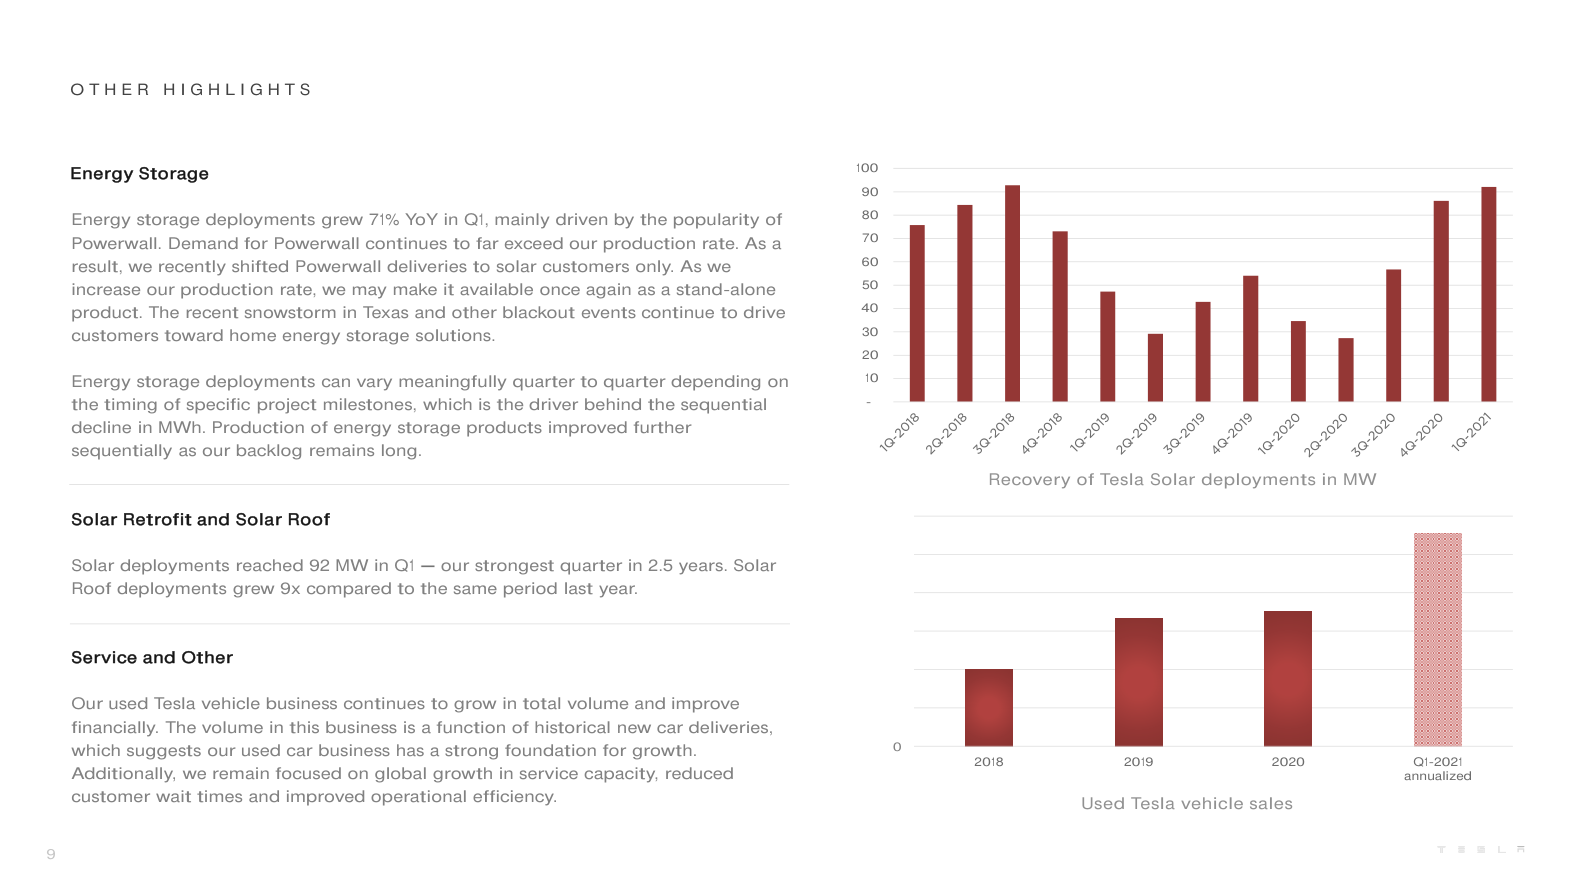 OTHER HIGHLIGHTS
Energy Storage
Energy storage deployments grew 71% YoY in Q1, mainly driven by the popularity of
Powerwall. Demand for Powerwall continues to far exceed our production rate. As a
result, we recently shifted Powerwall deliveries to solar customers only. As we
increase our production rate, we may make it available once again as a stand-alone
product. The recent snowstorm in Texas and other blackout events continue to drive
customers toward home energy storage solutions.
Energy storage deployments can vary meaningfully quarter to quarter depending on
the timing of specific project milestones, which is the driver behind the sequential
decline in MWh. Production of energy storage products improved further
sequentially as our backlog remains long.
Solar Retrofit and Solar Roof
Solar deployments reached 92 MW in Q1 — our strongest quarter in 2.5 years. Solar
Roof deployments grew 9x compared to the same period last year.
Service and Other
Our used Tesla vehicle business continues to grow in total volume and improve
financially. The volume in this business is a function of historical new car deliveries,
which suggests our used car business has a strong foundation for growth.
Additionally, we remain focused on global growth in service capacity, reduced
customer wait times and improved operational efficiency.
100
90
80
70
60
50
40
30
20
10
-
1Q-2018 2Q-2018 3Q-2018 4Q-2018 1Q-2019 2Q-2019 3Q-2019 4Q-2019 1Q-2020 2Q-2020 3Q-2020 4Q-2020 1Q-2021
Recovery of Tesla Solar deployments in MW
0
2018 2019 2020 Q1-2021
annualized
Used Tesla vehicle sales
9
TESLA